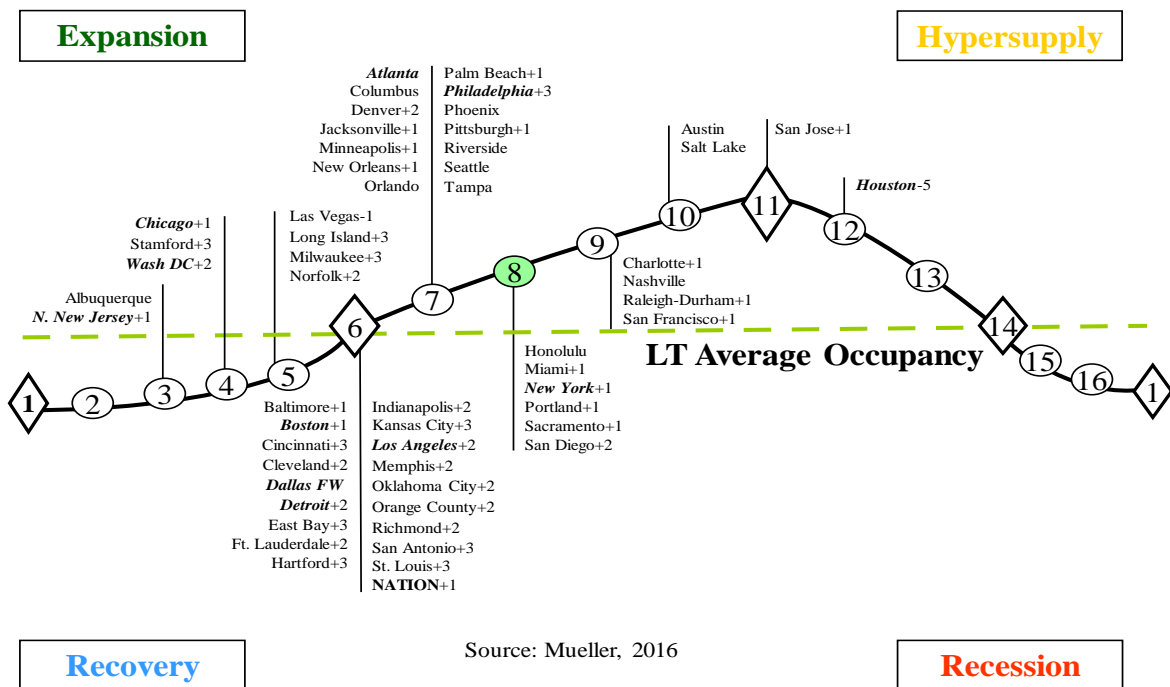 Expansion
Hypersupply
Atlanta
Columbus
Denver+2
Jacksonville+1
Minneapolis+1
New Orleans+1
Orlando
Palm Beach+1
Philadelphia+3
Phoenix
Pittsburgh+1
Riverside
Seattle
Tampa
Austin
Salt Lake
San Jose+1
Houston-5
Chicago+1
Stamford+3
Wash DC+2
Las Vegas-1
Long Island+3
Milwaukee+3
Norfolk+2
Albuquerque
N. New Jersey+1
Charlotte+1
Nashville
Raleigh-Durham+1
San Francisco+1
1
2
3
4
5
6
7
8
9
10
11
12
13
14
15
16
1
LT Average Occupancy
Baltimore+1
Boston+1
Cincinnati+3
Cleveland+2
Dallas FW
Detroit+2
East Bay+3
Ft. Lauderdale+2
Hartford+3
Indianapolis+2
Kansas City+3
Los Angeles+2
Memphis+2
Oklahoma City+2
Orange County+2
Richmond+2
San Antonio+3
St. Louis+3
NATION+1
Honolulu
Miami+1
New York+1
Portland+1
Sacramento+1
San Diego+2
Source: Mueller, 2016
Recovery
Recession